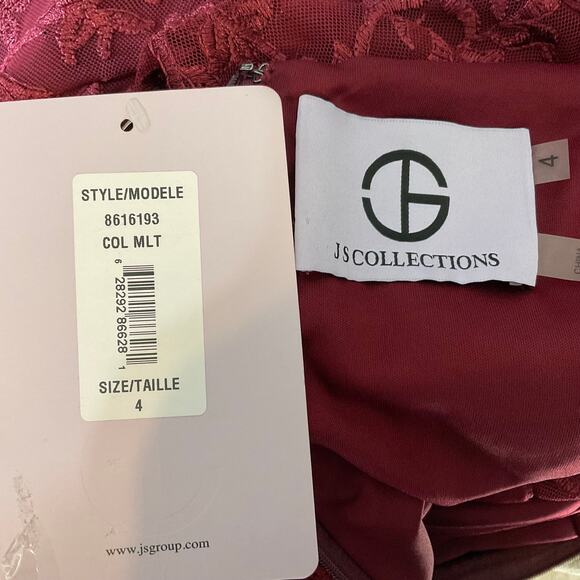 STYLE/MODELE
8616193
COL MLT
6 28292 86628 1
SIZE/TAILLE
4
www.jsgroup.com
JS COLLECTIONS
4